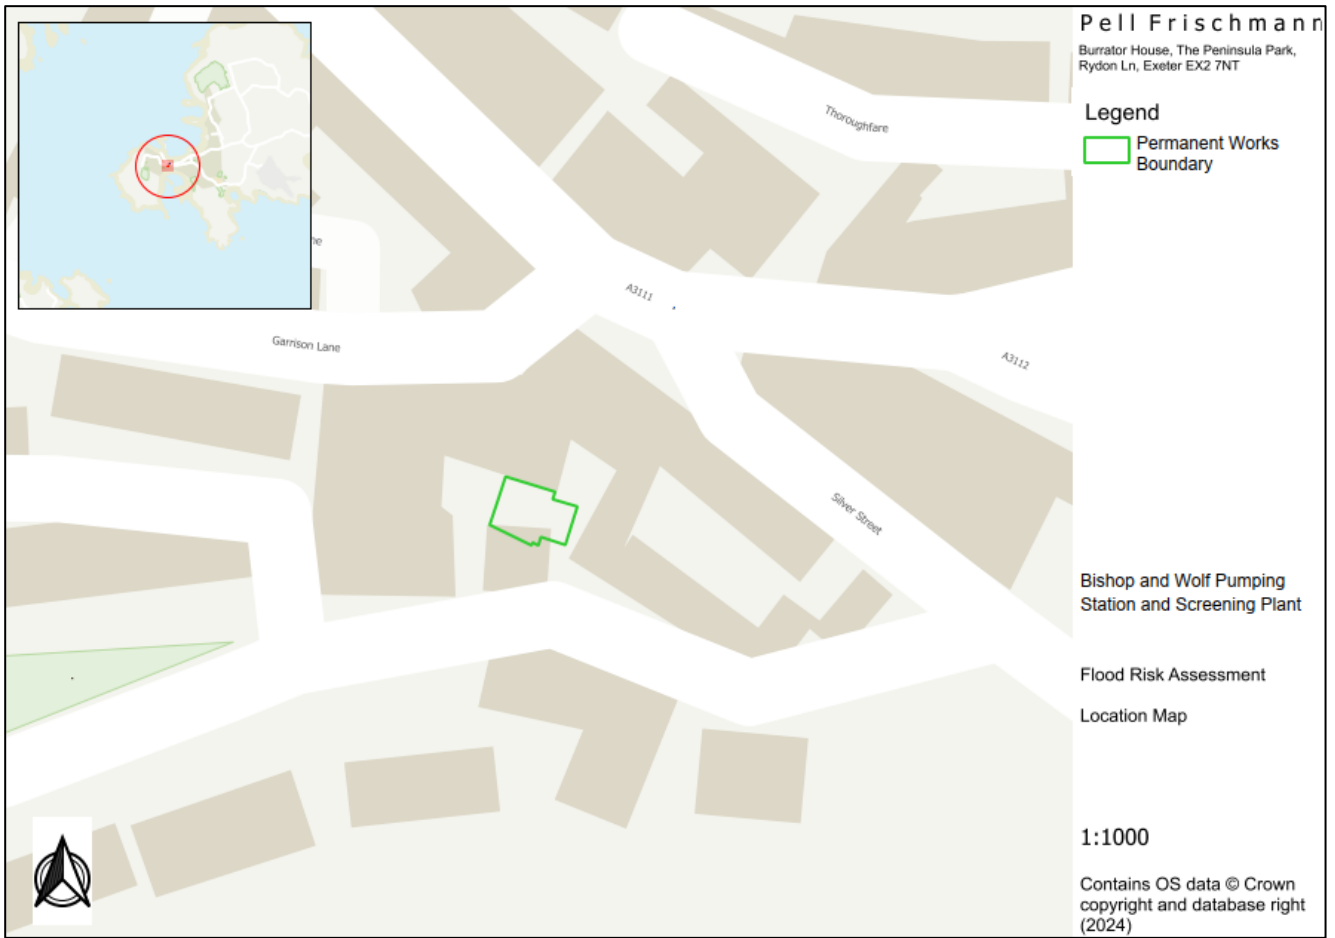 Pell Frischmann
Burrator House, The Peninsula Park,
Rydon Ln, Exeter EX2 7NT
Legend
Permanent Works
Boundary
Thoroughfare
ne
A3111
Garrison Lane
A3112
Silver Street
Bishop and Wolf Pumping
Station and Screening Plant
Flood Risk Assessment
Location Map
1:1000
Contains OS data © Crown
copyright and database right
(2024)